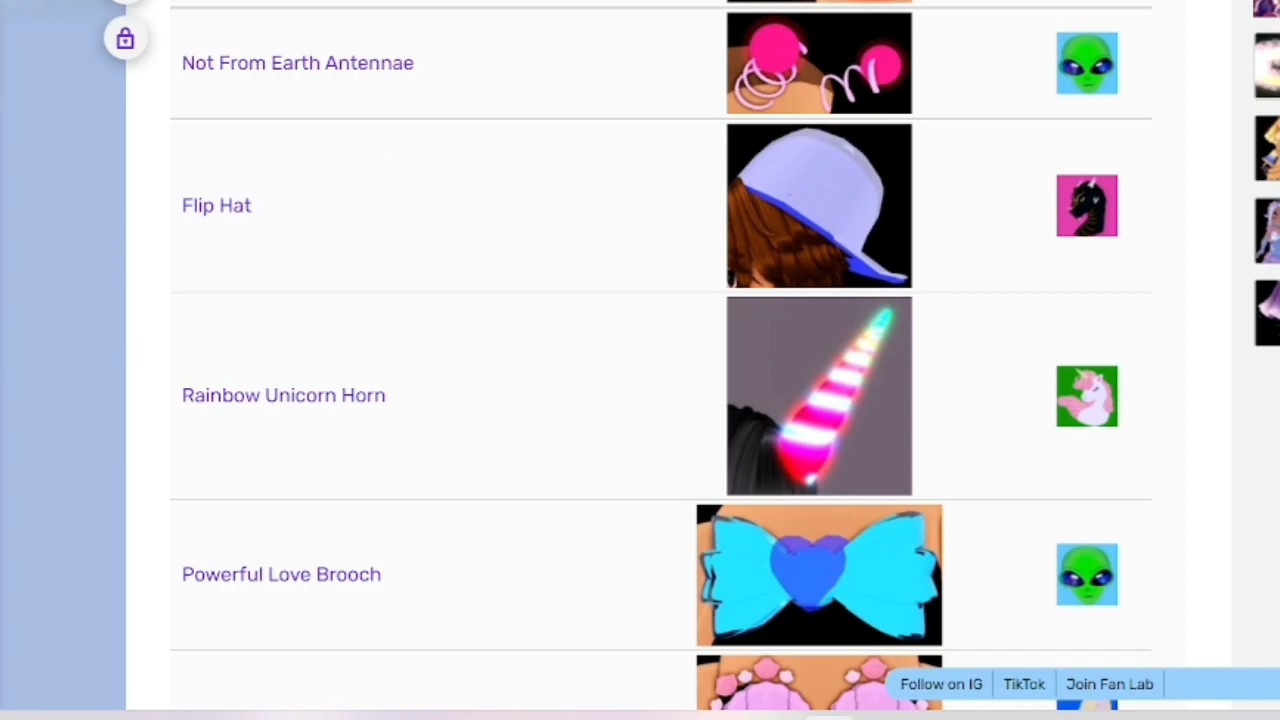 Not From Earth Antennae
Flip Hat
Rainbow Unicorn Horn
Powerful Love Brooch
Follow on IG
TikTok
Join Fan Lab